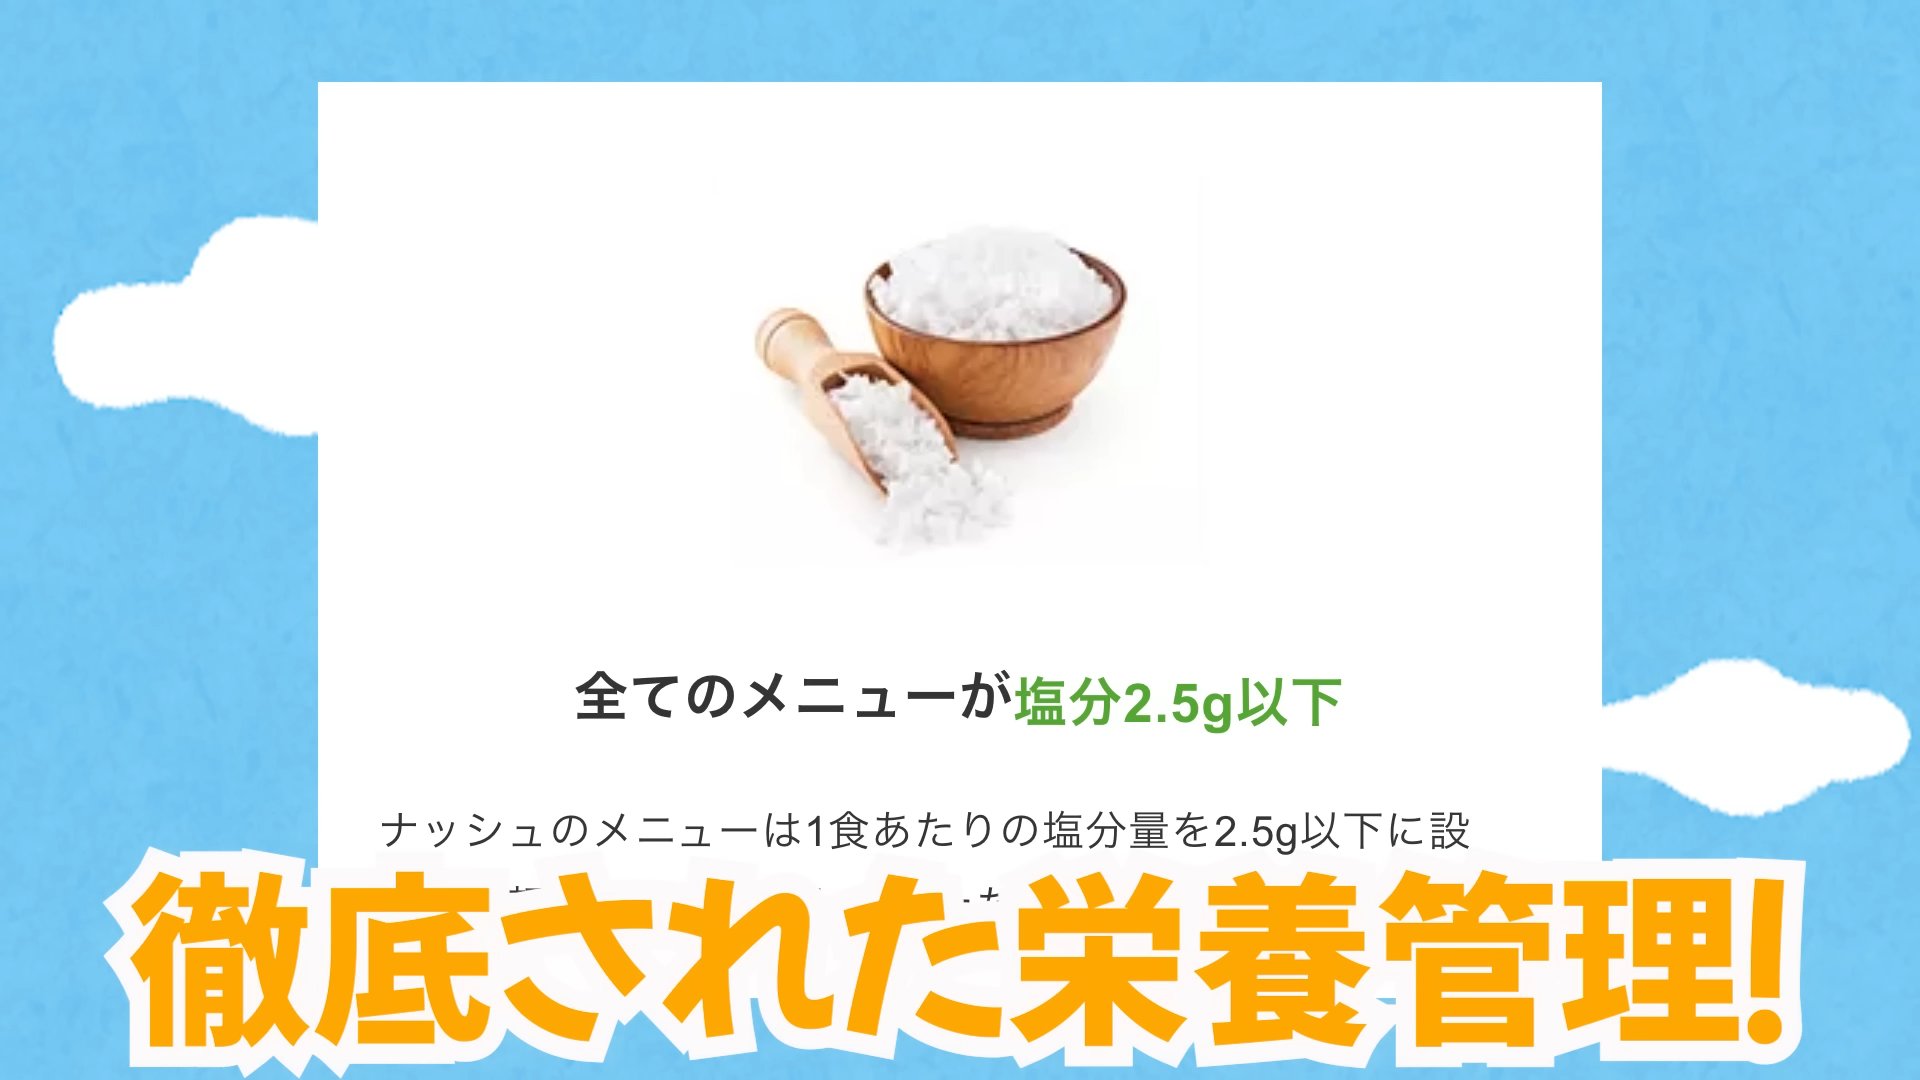 全てのメニューが塩分2.5g以下
ナッシュのメニューは1食あたりの塩分量を2.5g以下に設
徹底された栄養管理!